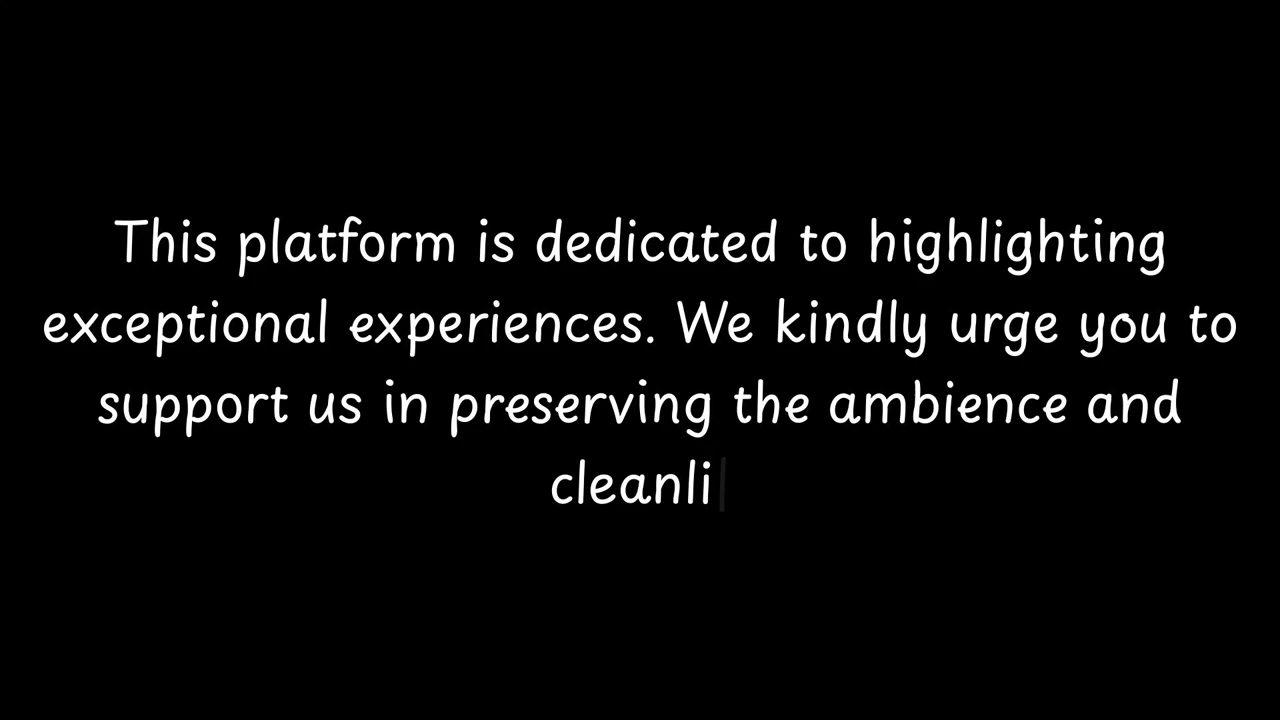 This platform is dedicated to highlighting
exceptional experiences. We kindly urge you to
support us in preserving the ambience and
cleanli